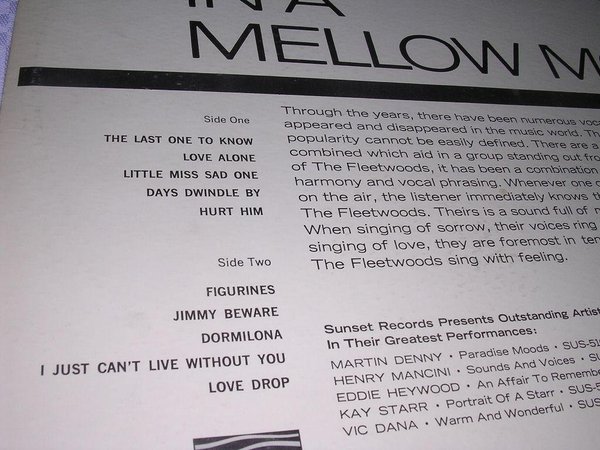 IN A
MELLOW
Side One
THE LAST ONE TO KNOW
LOVE ALONE
LITTLE MISS SAD ONE
DAYS DWINDLE BY
HURT HIM
Side Two
FIGURINES
JIMMY BEWARE
DORMILONA
I JUST CAN'T LIVE WITHOUT YOU
LOVE DROP
Through the years, there have been numerous
appeared and disappeared in the music world.
popularity cannot be easily defined. There are a
combined which aid in a group standing out
of The Fleetwoods, it has been a combination
harmony and vocal phrasing. Whenever one
on the air, the listener immediately knows
The Fleetwoods. Theirs is a sound full of
When singing of sorrow, their voices ring
singing of love, they are foremost in
The Fleetwoods sing with feeling.
Sunset Records Presents Outstanding
In Their Greatest Performances:
MARTIN DENNY • Paradise Moods •
HENRY MANCINI • Sounds And Voices •
EDDIE HEYWOOD • An Affair To Remember
KAY STARR • Portrait Of A Starr •
VIC DANA • Warm And Wonderful •